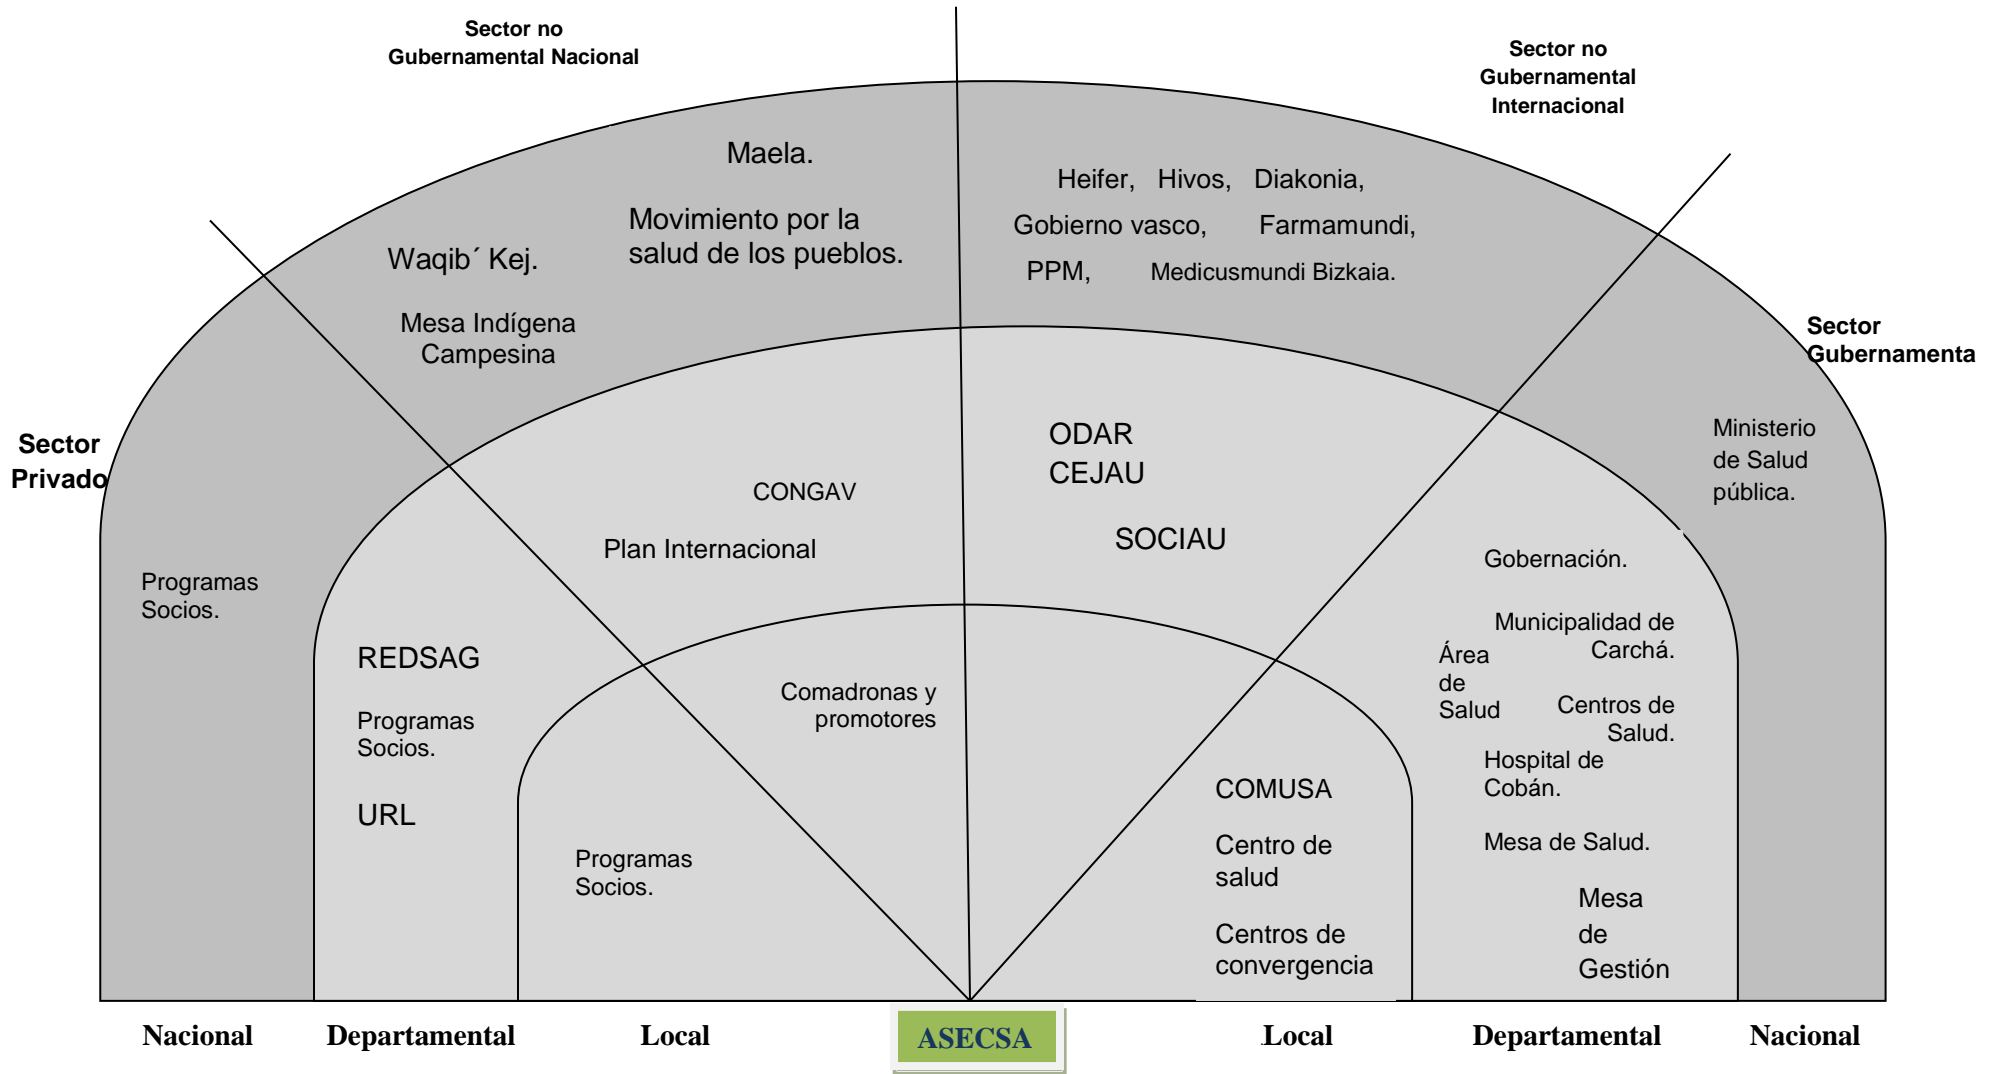 Sector no
Gubernamental Nacional
Sector no
Gubernamental
Internacional
Maela.
Heifer, Hivos, Diakonia,
Movimiento por la
salud de los pueblos.
Gobierno vasco, Farmamundi,
Waqib´ Kej.
PPM, Medicusmundi Bizkaia.
Mesa Indígena
Campesina
Sector
Gubernamenta
Sector
Privado
ODAR
CEJAU
Ministerio
de Salud
pública.
CONGAV
Plan Internacional
SOCIAU
Gobernación.
Programas
Socios.
Municipalidad de
Carchá.
Área
de
Salud
REDSAG
Comadronas y
promotores
Centros de
Salud.
Programas
Socios.
Hospital de
Cobán.
COMUSA
URL
Centro de
salud
Mesa de Salud.
Programas
Socios.
Mesa
de
Gestión
Centros de
convergencia
Nacional Departamental Local ASECSA Local Departamental Nacional